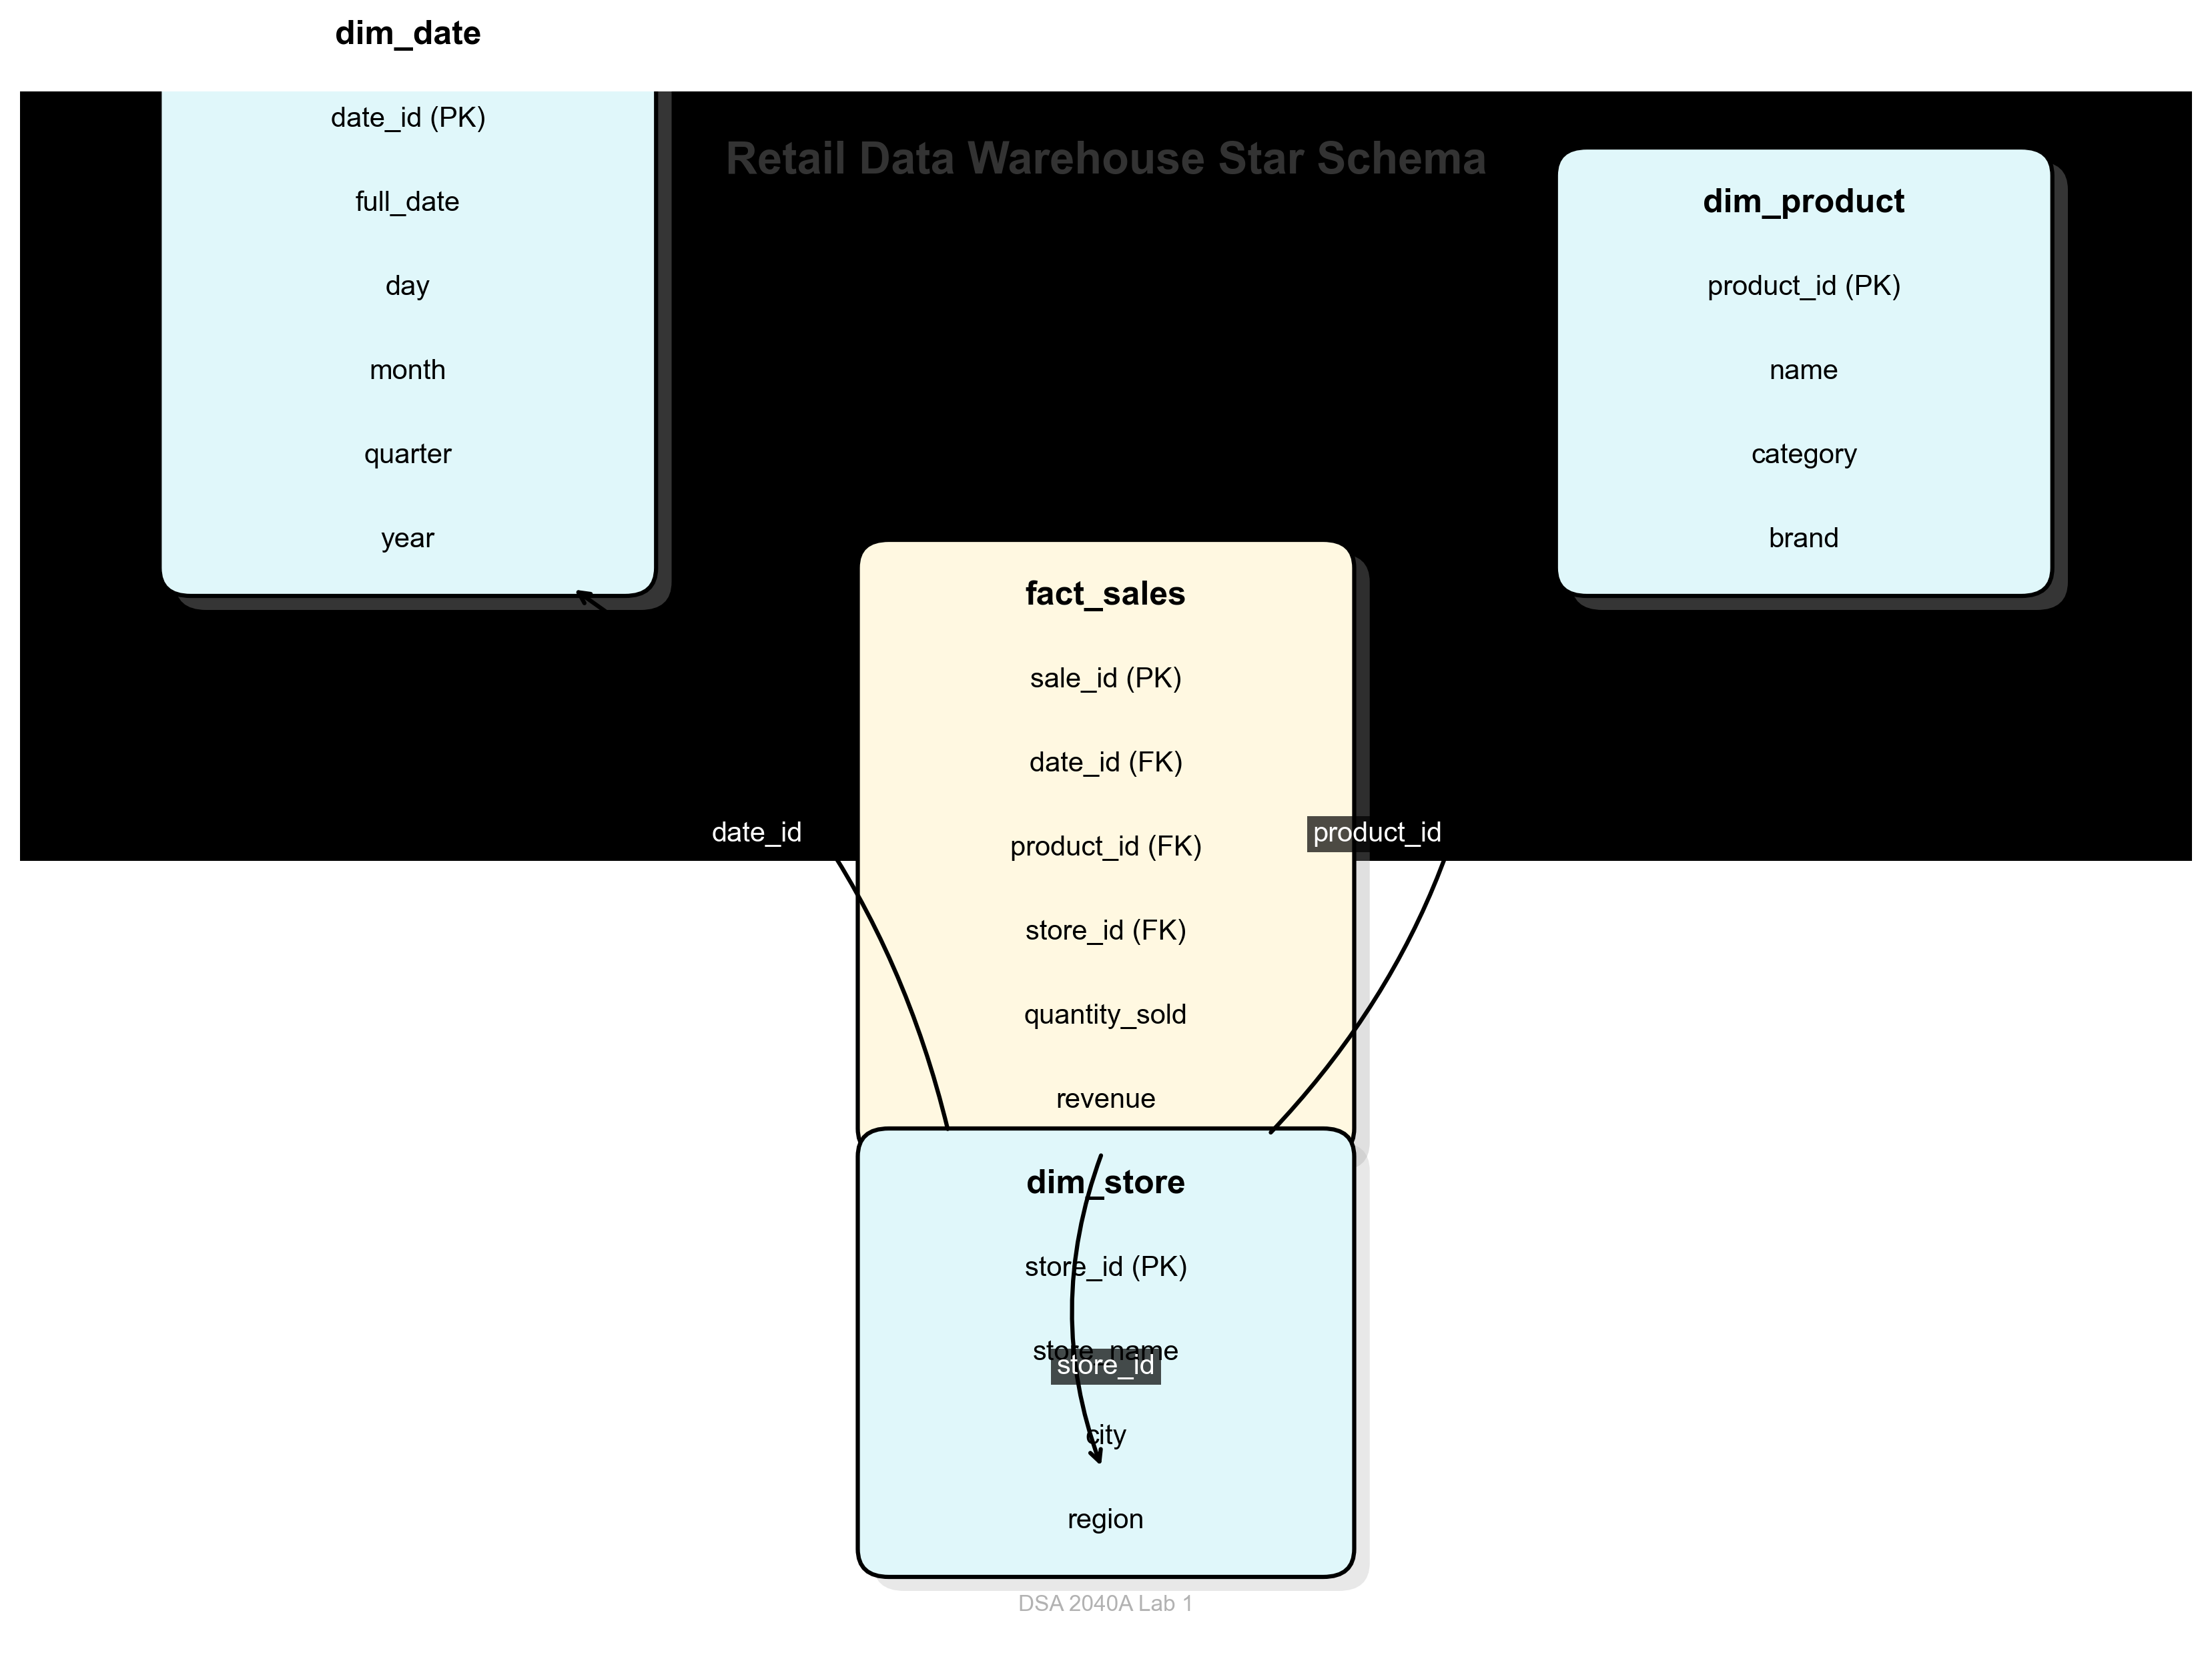 dim_date
date_id (PK)
full_date
day
month
quarter
year
Retail Data Warehouse Star Schema
dim_product
product_id (PK)
name
category
brand
fact_sales
sale_id (PK)
date_id (FK)
product_id (FK)
store_id (FK)
quantity_sold
revenue
date_id
product_id
dim_store
store_id (PK)
store_name
store_id
city
region
DSA 2040A Lab 1